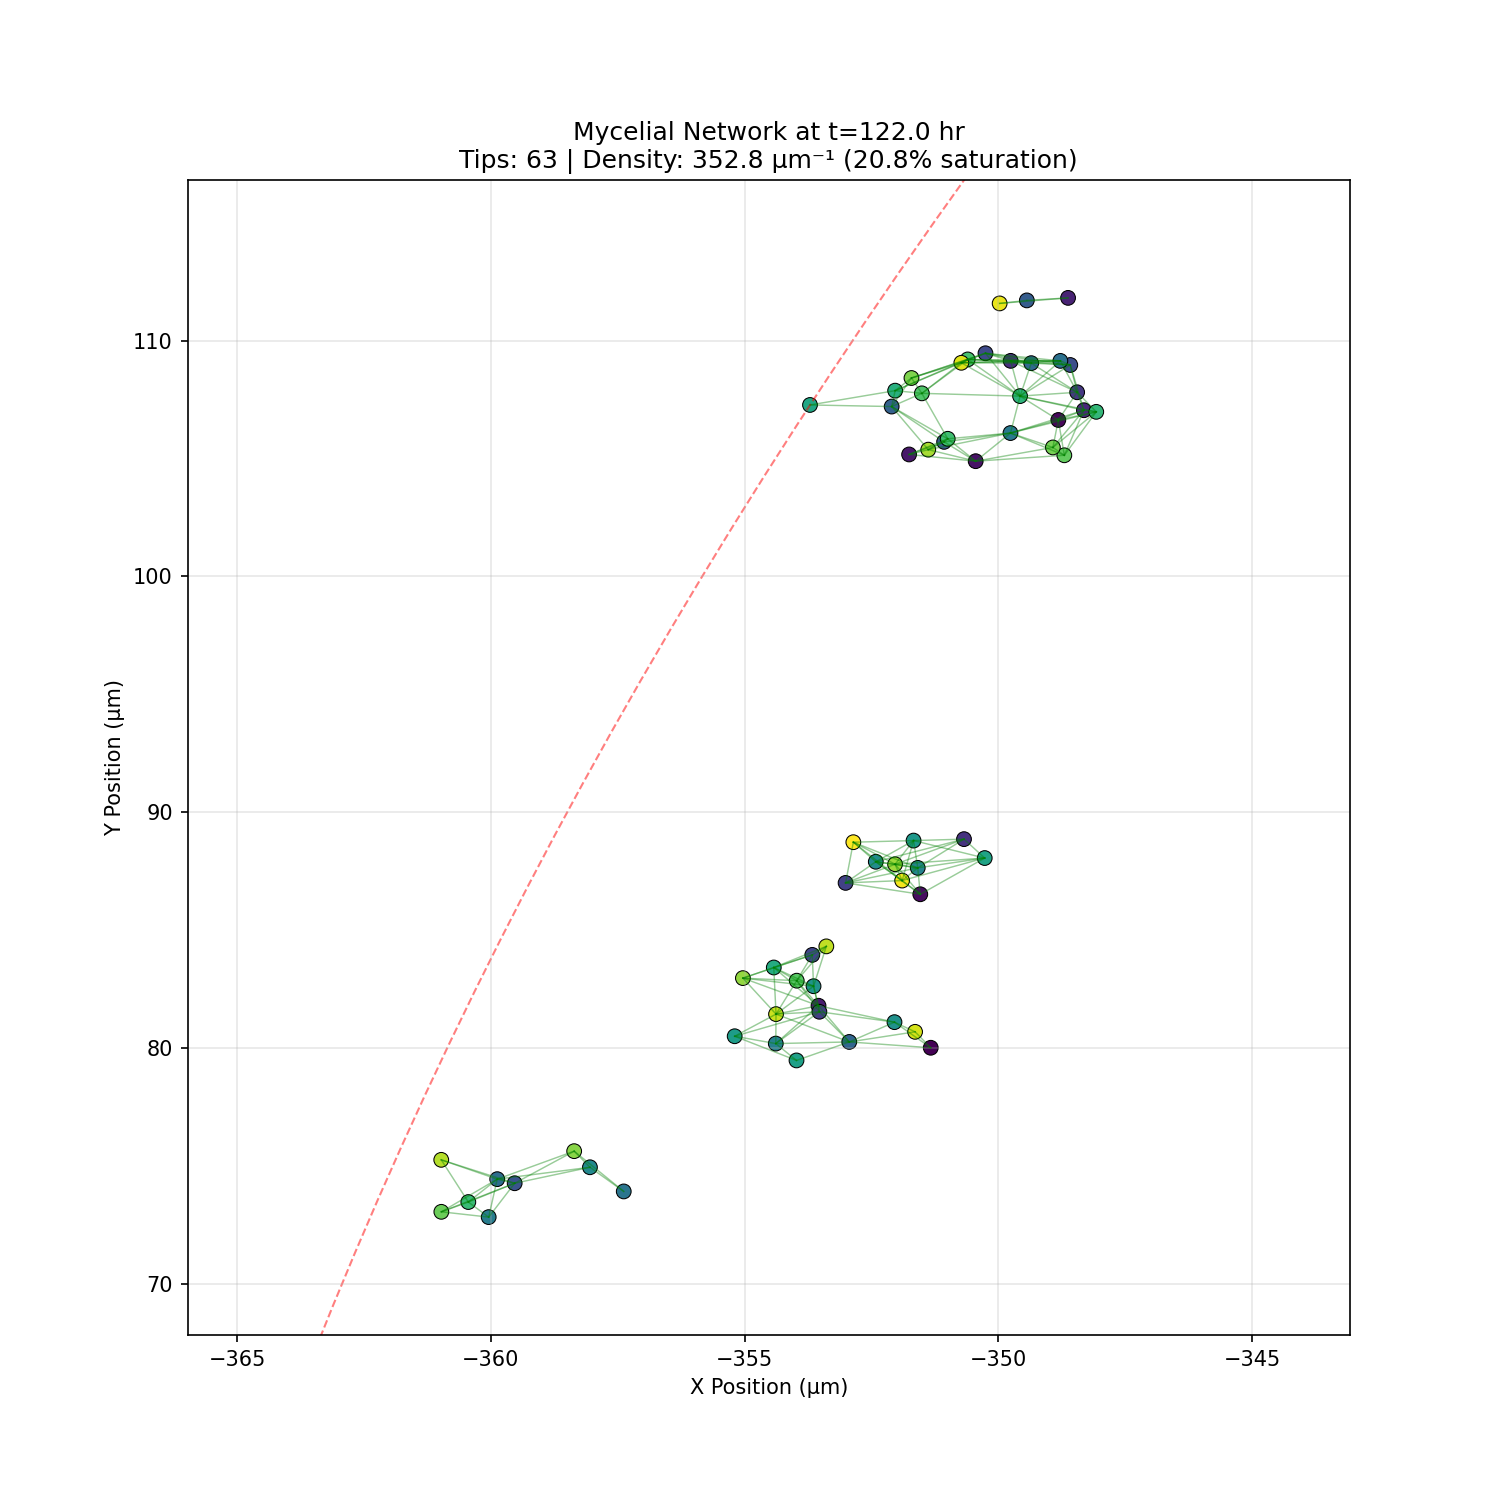 Mycelial Network at t=122.0 hr
Tips: 63 | Density: 352.8 µm⁻¹ (20.8% saturation)
110
100
90
80
70
Y Position (µm)
−365
−360
−355
−350
−345
X Position (µm)